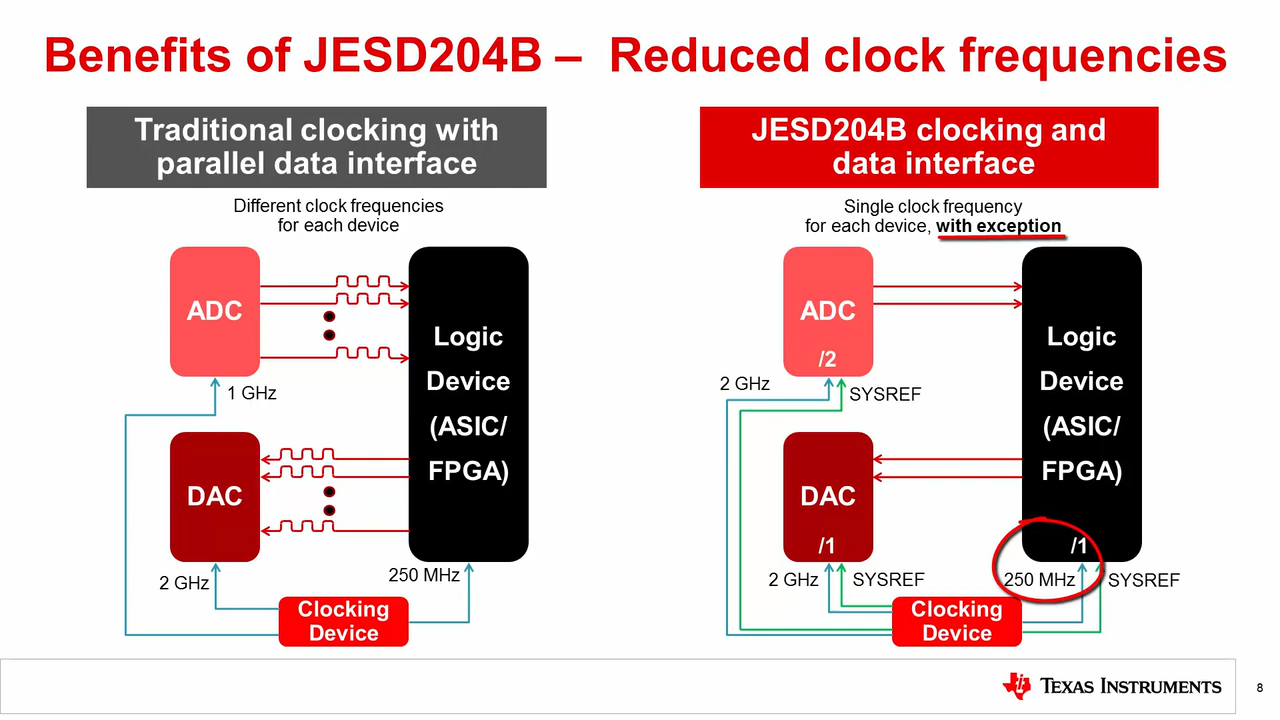 Benefits of JESD204B – Reduced clock frequencies
Traditional clocking with
parallel data interface
Different clock frequencies
for each device
ADC
Logic
Device
(ASIC/
FPGA)
1 GHz
DAC
2 GHz
250 MHz
Clocking
Device
JESD204B clocking and
data interface
Single clock frequency
for each device, with exception
ADC
/2
Logic
Device
(ASIC/
FPGA)
2 GHz
SYSREF
DAC
/1
/1
2 GHz
SYSREF
250 MHz
SYSREF
Clocking
Device
TEXAS INSTRUMENTS
8